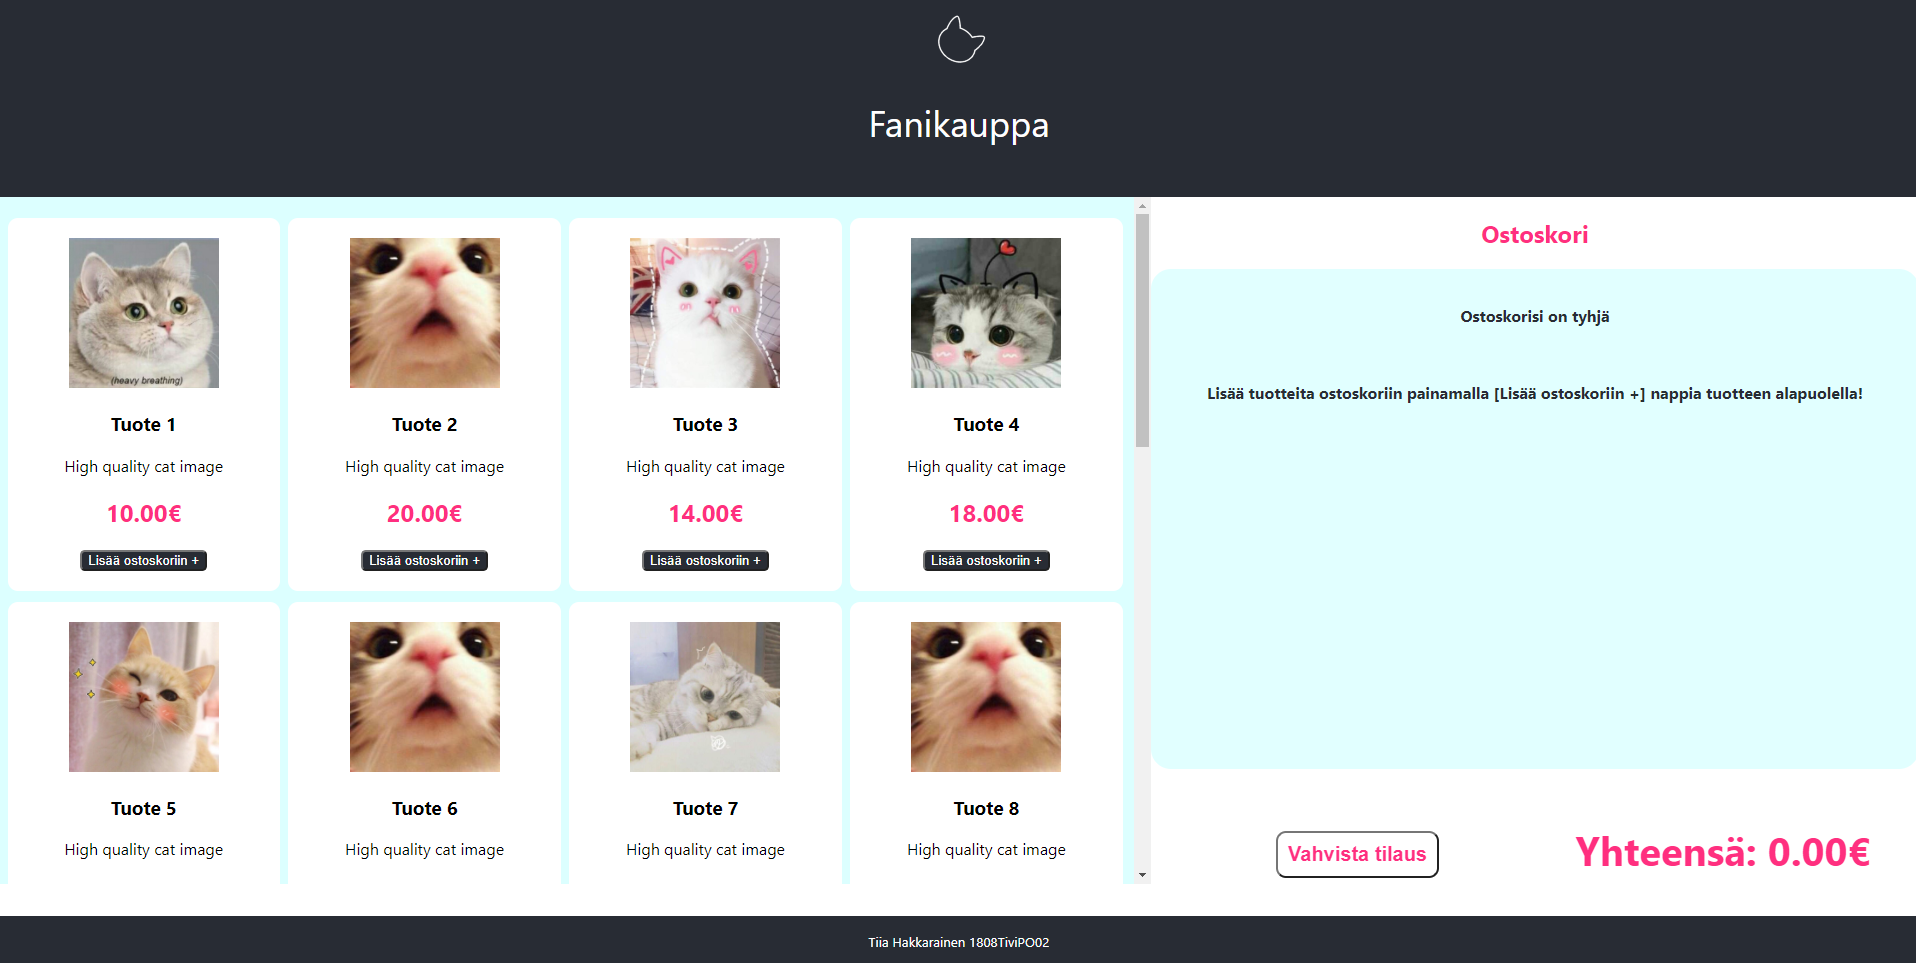 Fanikauppa
(heavy breathing)
Tuote 1
High quality cat image
10.00€
Lisää ostoskoriin +
Tuote 2
High quality cat image
20.00€
Lisää ostoskoriin +
Tuote 3
High quality cat image
14.00€
Lisää ostoskoriin +
Tuote 4
High quality cat image
18.00€
Lisää ostoskoriin +
Tuote 5
High quality cat image
Tuote 6
High quality cat image
Tuote 7
High quality cat image
Tuote 8
High quality cat image
Ostoskori
Ostoskorisi on tyhjä
Lisää tuotteita ostoskoriin painamalla [Lisää ostoskoriin +] nappia tuotteen alapuolella!
Vahvista tilaus
Yhteensä: 0.00€
Tiia Hakkarainen 1808TiviPO02